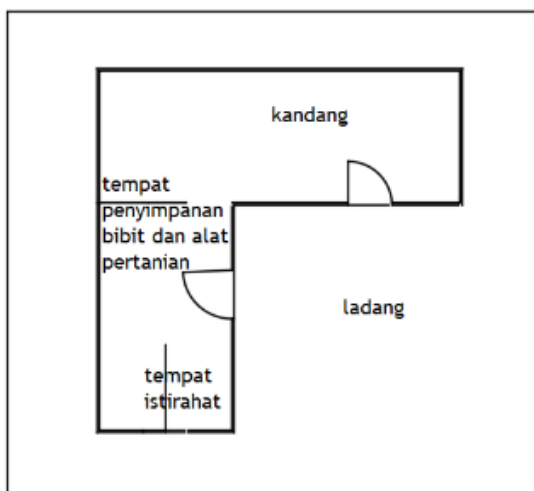 kandang
tempat
penyimpanan
bibit dan alat
pertanian
ladang
tempat
istirahat